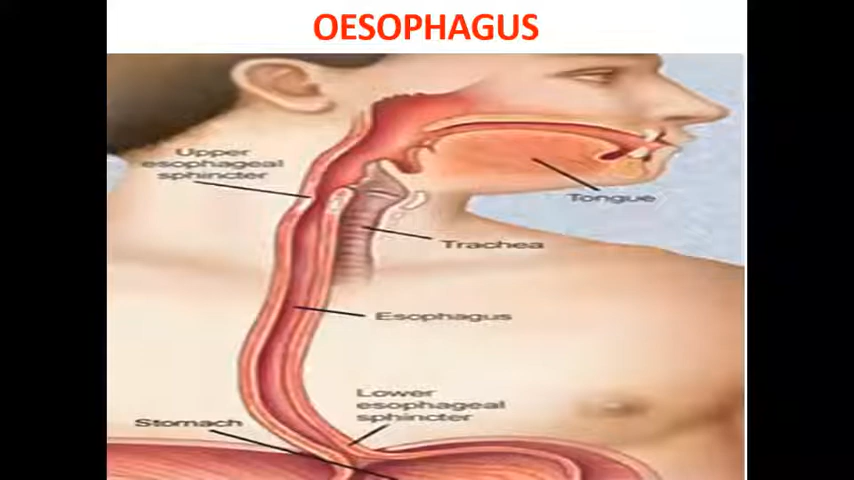 OESOPHAGUS
Upper
esophageal
sphincter
Tongue
Trachea
Esophagus
Lower
esophageal
sphincter
Stomach